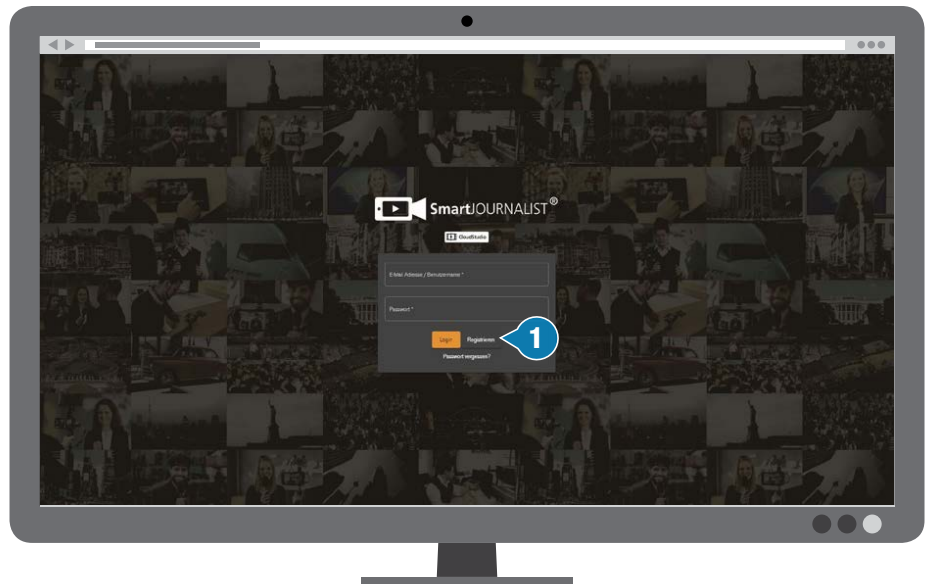 SmartJOURNALIST®
CloudStudio
E-Mail Adresse / Benutzername *
Passwort *
Login Registrieren 1
Passwort vergessen?